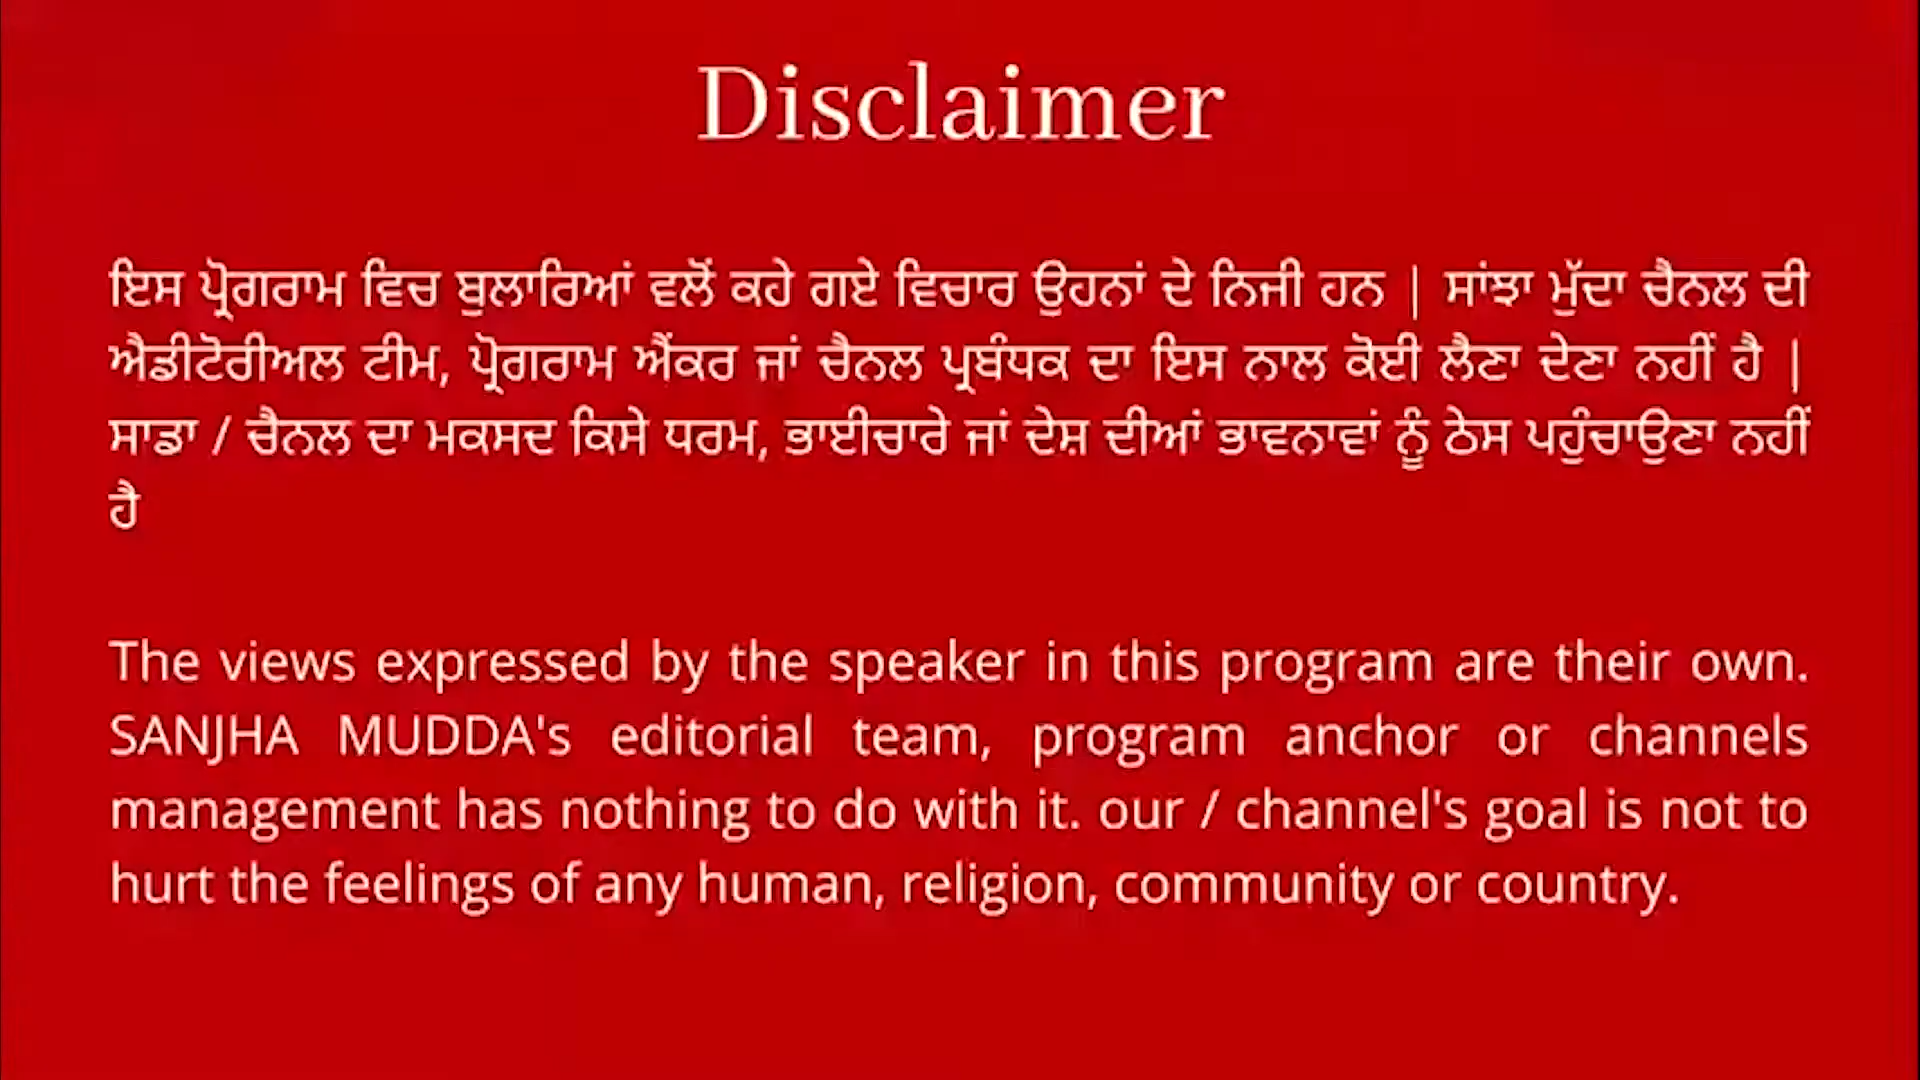 Disclaimer
ਇਸ ਪ੍ਰੋਗਰਾਮ ਵਿਚ ਬੁਲਾਰਿਆਂ ਵਲੋਂ ਕਹੇ ਗਏ ਵਿਚਾਰ ਉਹਨਾਂ ਦੇ ਨਿਜੀ ਹਨ | ਸਾਂਝਾ ਮੁੱਦਾ ਚੈਨਲ ਦੀ
ਐਡੀਟੋਰੀਅਲ ਟੀਮ, ਪ੍ਰੋਗਰਾਮ ਐਂਕਰ ਜਾਂ ਚੈਨਲ ਪ੍ਰਬੰਧਕ ਦਾ ਇਸ ਨਾਲ ਕੋਈ ਲੈਣਾ ਦੇਣਾ ਨਹੀਂ ਹੈ |
ਸਾਡਾ / ਚੈਨਲ ਦਾ ਮਕਸਦ ਕਿਸੇ ਧਰਮ, ਭਾਈਚਾਰੇ ਜਾਂ ਦੇਸ਼ ਦੀਆਂ ਭਾਵਨਾਵਾਂ ਨੂੰ ਠੇਸ ਪਹੁੰਚਾਉਣਾ ਨਹੀਂ
ਹੈ
The views expressed by the speaker in this program are their own.
SANJHA MUDDA's editorial team, program anchor or channels
management has nothing to do with it. our / channel's goal is not to
hurt the feelings of any human, religion, community or country.